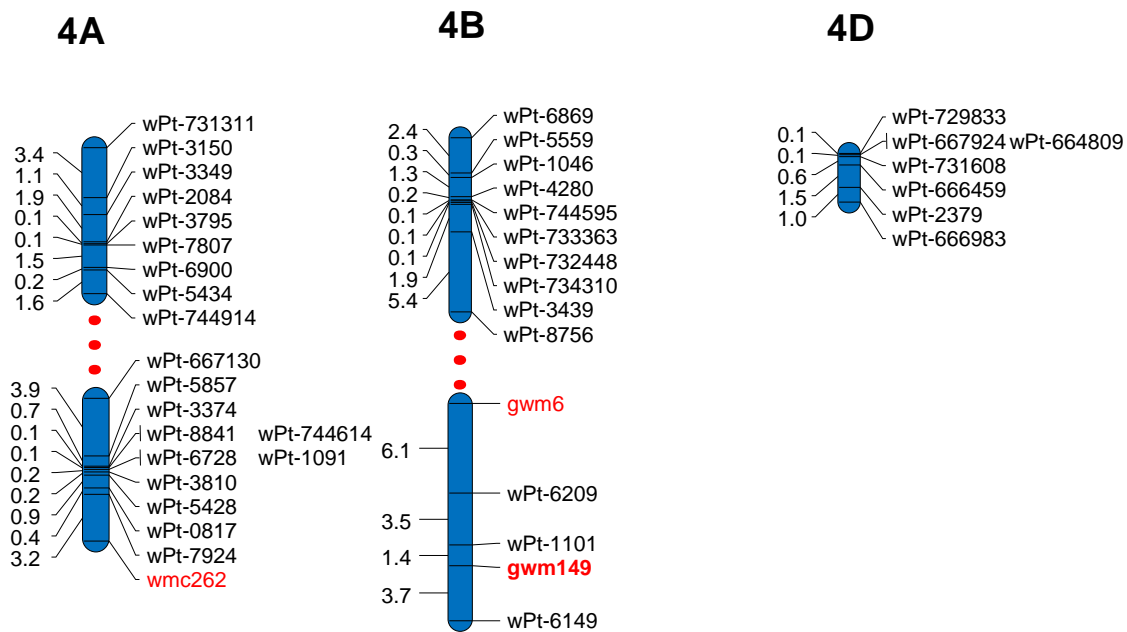 4A
3.4
1.1
1.9
0.1
0.1
1.5
0.2
1.6
wPt-731311
wPt-3150
wPt-3349
wPt-2084
wPt-3795
wPt-7807
wPt-6900
wPt-5434
wPt-744914
3.9
0.7
0.1
0.1
0.2
0.2
0.9
0.4
3.2
wPt-667130
wPt-5857
wPt-3374
wPt-8841 wPt-744614
wPt-6728 wPt-1091
wPt-3810
wPt-5428
wPt-0817
wPt-7924
wmc262
4B
2.4
0.3
1.3
0.2
0.1
0.1
0.1
1.9
5.4
wPt-6869
wPt-5559
wPt-1046
wPt-4280
wPt-744595
wPt-733363
wPt-732448
wPt-734310
wPt-3439
wPt-8756
6.1
3.5
1.4
3.7
gwm6
wPt-6209
wPt-1101
gwm149
wPt-6149
4D
0.1
0.1
0.6
1.5
1.0
wPt-729833
wPt-667924 wPt-664809
wPt-731608
wPt-666459
wPt-2379
wPt-666983